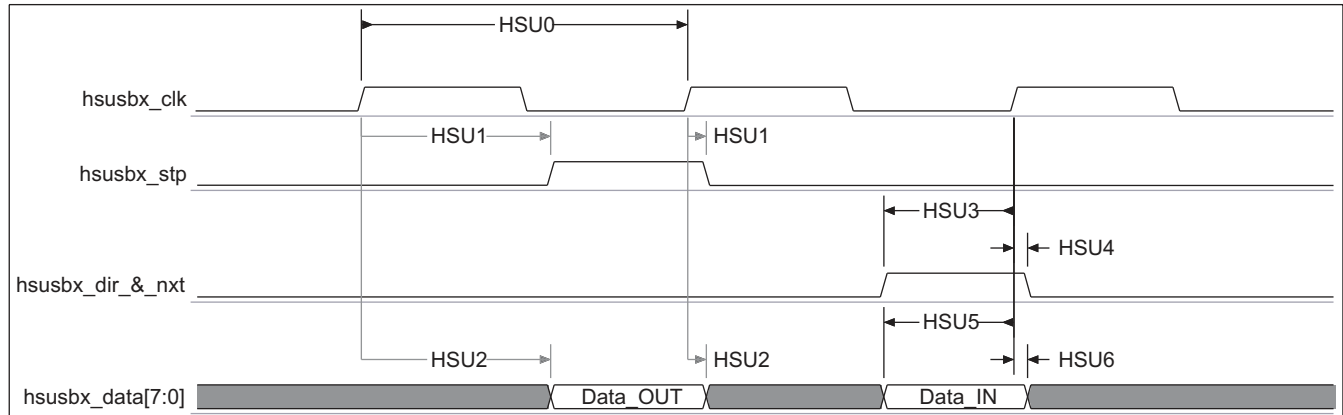 HSU0
hsusbx_clk
HSU1 HSU1
hsusbx_stp
HSU3
HSU4
hsusbx_dir_&_nxt
HSU5
HSU2 HSU2 HSU6
hsusbx_data[7:0] Data_OUT Data_IN